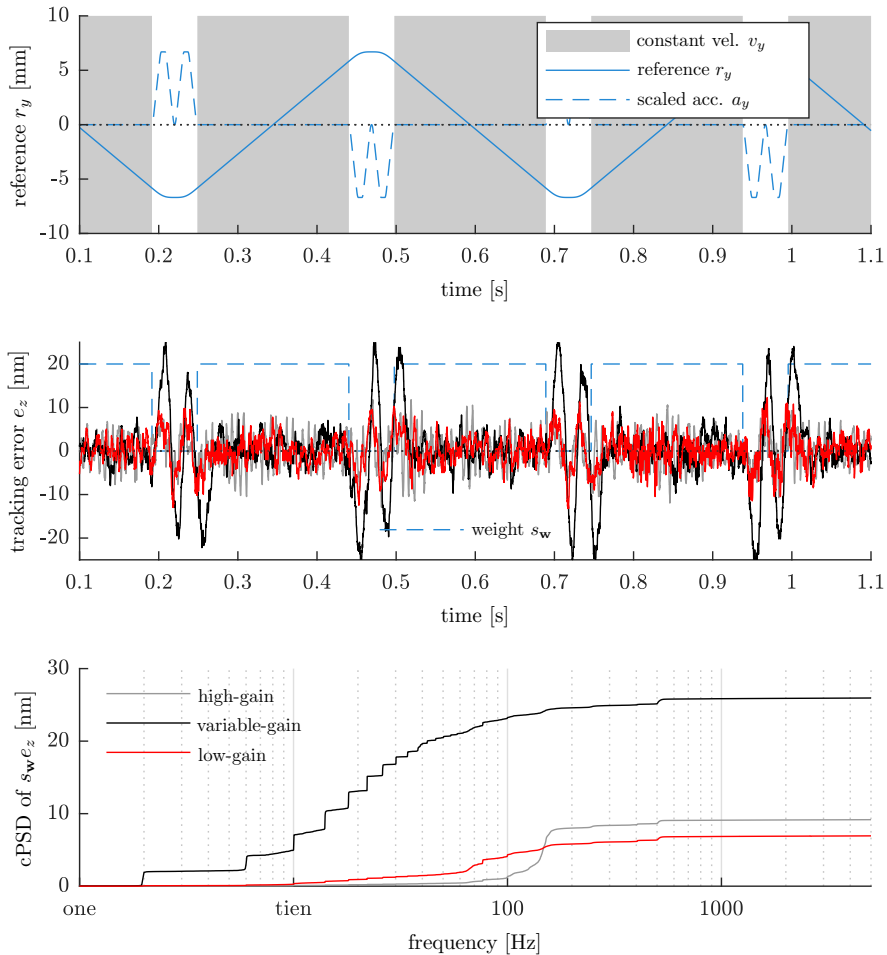 10
5
0
-5
-10
reference r_y [mm]
constant vel. v_y
reference r_y
scaled acc. a_y
0.1 0.2 0.3 0.4 0.5 0.6 0.7 0.8 0.9 1 1.1
time [s]
20
10
0
-10
-20
tracking error e_z [nm]
weight s_w
0.1 0.2 0.3 0.4 0.5 0.6 0.7 0.8 0.9 1 1.1
time [s]
30
20
10
0
cPSD of s_w e_z [nm]
high-gain
variable-gain
low-gain
one tien 100 1000
frequency [Hz]